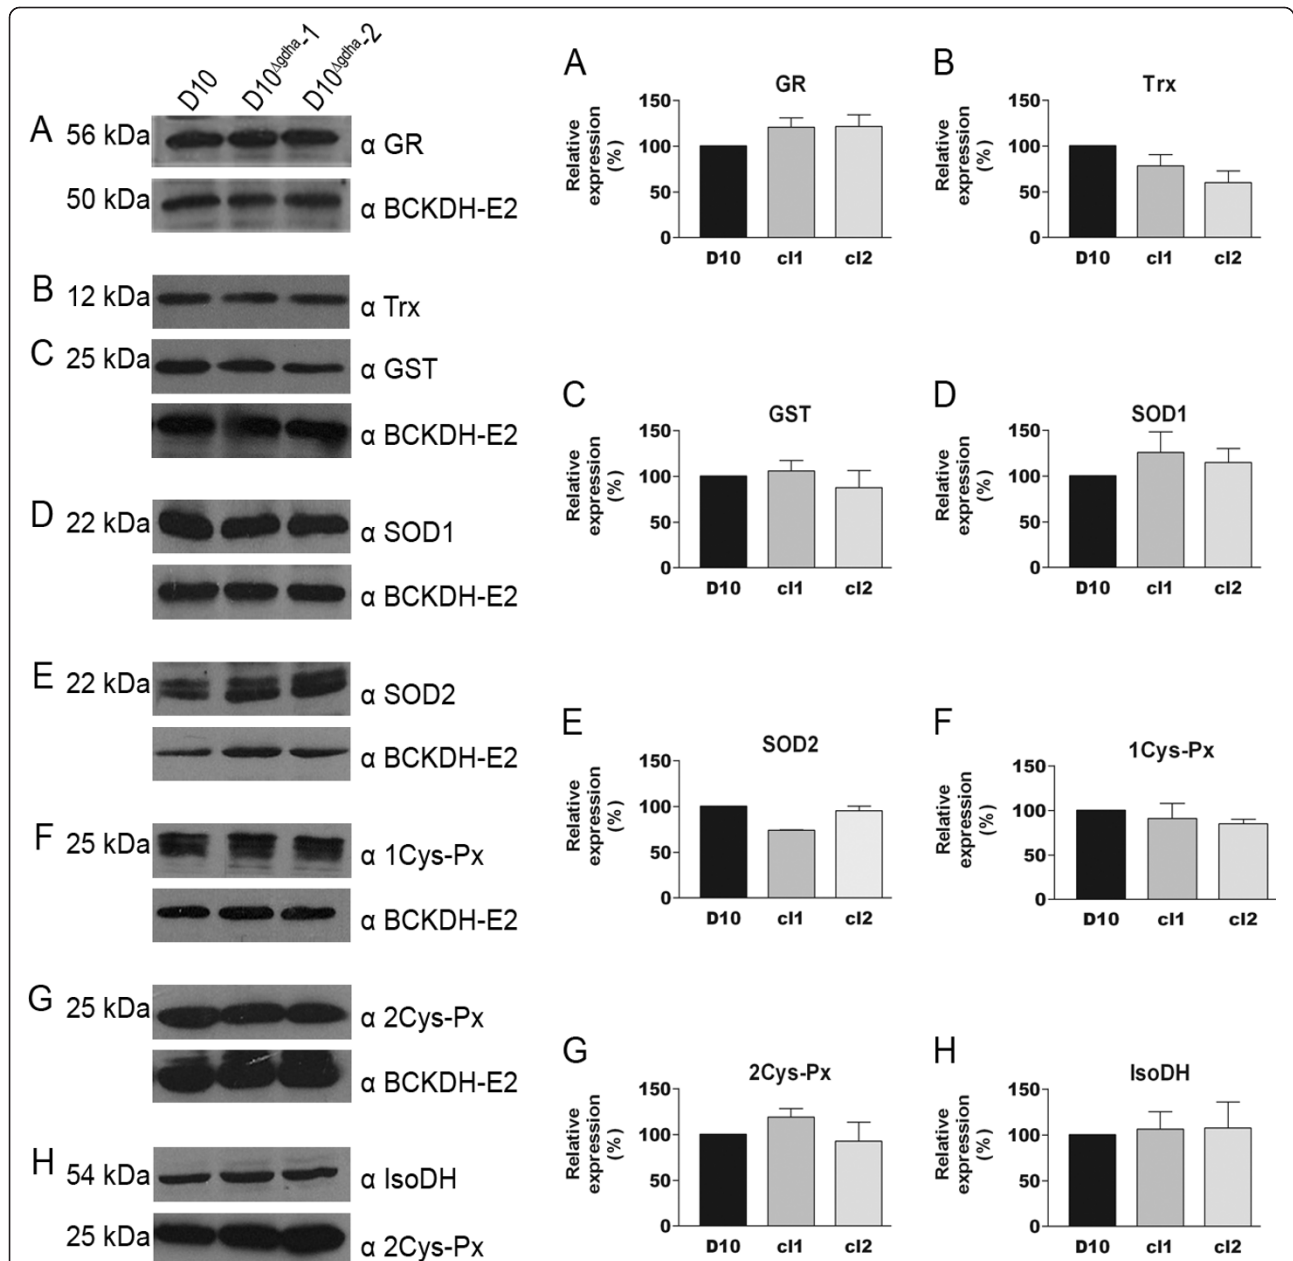 D10 D10Δgdha-1 D10Δgdha-2
A 56 kDa α GR
50 kDa α BCKDH-E2
B 12 kDa α Trx
C 25 kDa α GST
α BCKDH-E2
D 22 kDa α SOD1
α BCKDH-E2
E 22 kDa α SOD2
α BCKDH-E2
F 25 kDa α 1Cys-Px
α BCKDH-E2
G 25 kDa α 2Cys-Px
α BCKDH-E2
H 54 kDa α IsoDH
25 kDa α 2Cys-Px
A
GR
Relative
expression
(%)
150
100
50
0
D10 cl1 cl2
B
Trx
Relative
expression
(%)
150
100
50
0
D10 cl1 cl2
C
GST
Relative
expression
(%)
150
100
50
0
D10 cl1 cl2
D
SOD1
Relative
expression
(%)
150
100
50
0
D10 cl1 cl2
E
SOD2
Relative
expression
(%)
150
100
50
0
D10 cl1 cl2
F
1Cys-Px
Relative
expression
(%)
150
100
50
0
D10 cl1 cl2
G
2Cys-Px
Relative
expression
(%)
150
100
50
0
D10 cl1 cl2
H
IsoDH
Relative
expression
(%)
150
100
50
0
D10 cl1 cl2